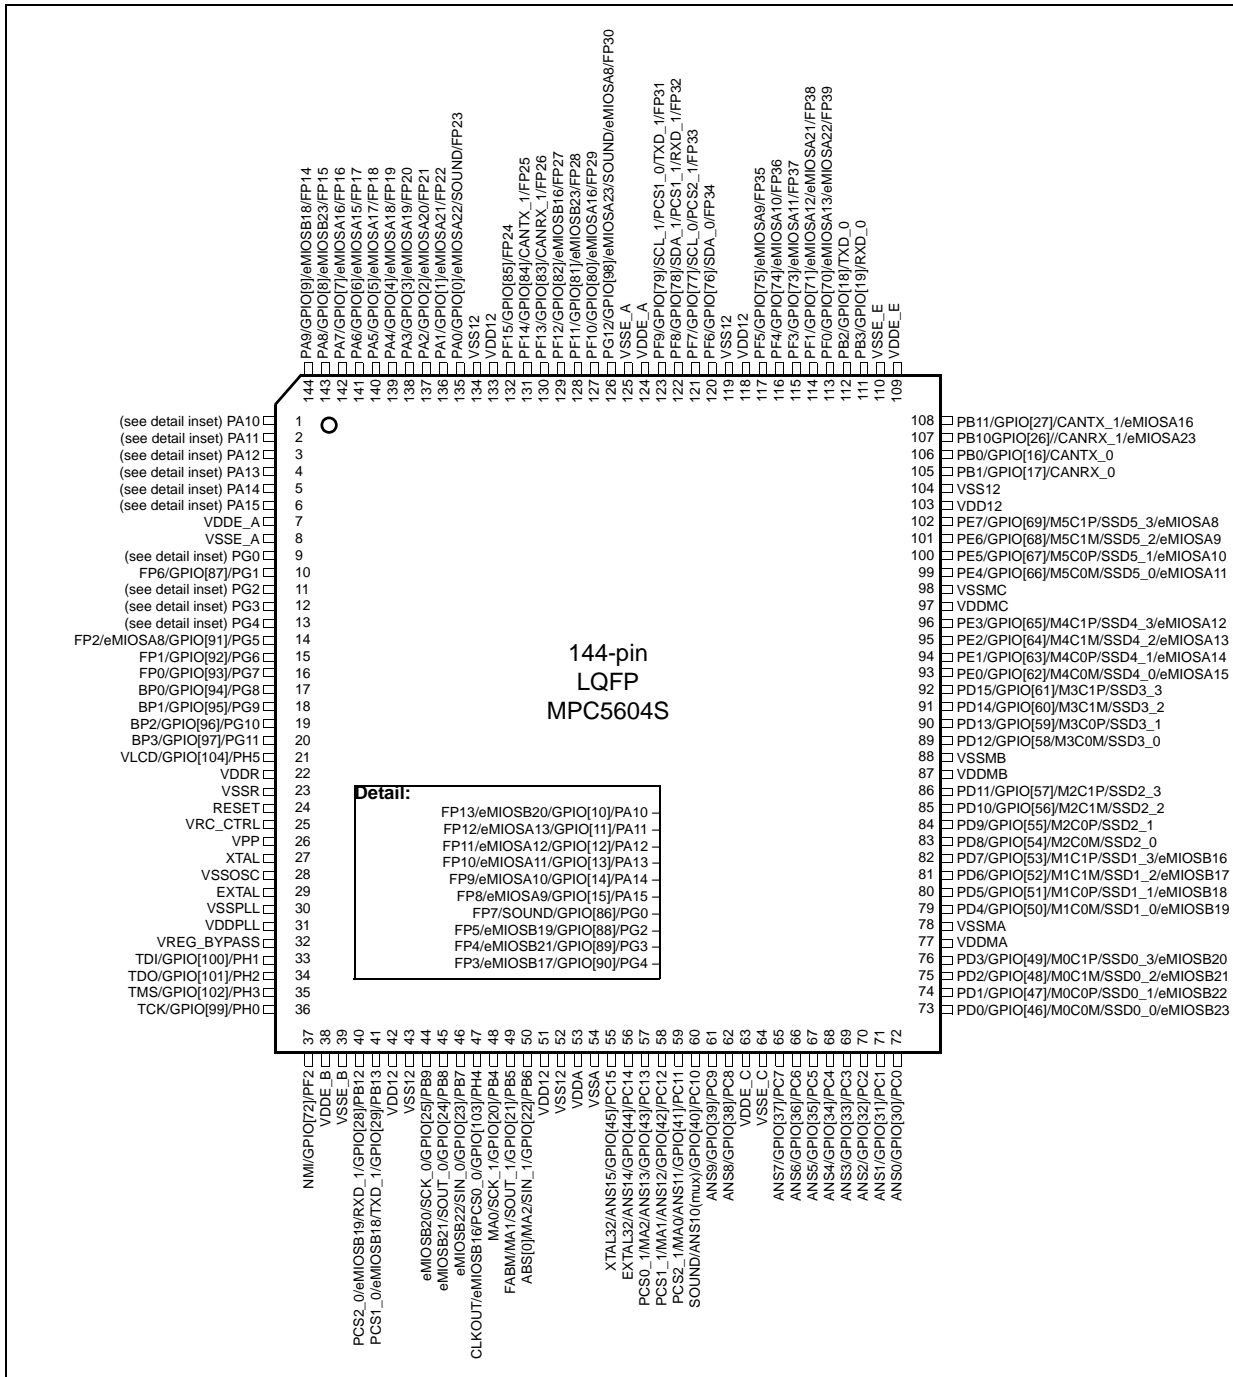 PA9/GPIO[9]/eMIOSB18/FP14
PA8/GPIO[8]/eMIOSB23/FP15
PA7/GPIO[7]/eMIOSA16/FP16
PA6/GPIO[6]/eMIOSA15/FP17
PA5/GPIO[5]/eMIOSA17/FP18
PA4/GPIO[4]/eMIOSA18/FP19
PA3/GPIO[3]/eMIOSA19/FP20
PA2/GPIO[2]/eMIOSA20/FP21
PA1/GPIO[1]/eMIOSA21/FP22
PA0/GPIO[0]/eMIOSA22/SOUND/FP23
VSS12
VDD12
PF15/GPIO[85]/FP24
PF14/GPIO[84]/CANTX_1/FP25
PF13/GPIO[83]/CANRX_1/FP26
PF12/GPIO[82]/eMIOSB16/FP27
PF11/GPIO[81]/eMIOSB23/FP28
PF10/GPIO[80]/eMIOSA16/FP29
PG12/GPIO[98]/eMIOSA23/SOUND/eMIOSA8/FP30
VSSE_A
VDDE_A
PF9/GPIO[79]/SCL_1/PCS1_0/TXD_1/FP31
PF8/GPIO[78]/SDA_1/PCS1_1/RXD_1/FP32
PF7/GPIO[77]/SCL_0/PCS2_1/FP33
PF6/GPIO[76]/SDA_0/FP34
VSS12
VDD12
PF5/GPIO[75]/eMIOSA9/FP35
PF4/GPIO[74]/eMIOSA10/FP36
PF3/GPIO[73]/eMIOSA11/FP37
PF1/GPIO[71]/eMIOSA12/eMIOSA21/FP38
PF0/GPIO[70]/eMIOSA13/eMIOSA22/FP39
PB2/GPIO[18]/TXD_0
PB3/GPIO[19]/RXD_0
VSSE_E
VDDE_E
144 143 142 141 140 139 138 137 136 135 134 133 132 131 130 129 128 127 126 125 124 123 122 121 120 119 118 117 116 115 114 113 112 111 110 109
(see detail inset) PA10 1
(see detail inset) PA11 2
(see detail inset) PA12 3
(see detail inset) PA13 4
(see detail inset) PA14 5
(see detail inset) PA15 6
VDDE_A 7
VSSE_A 8
(see detail inset) PG0 9
FP6/GPIO[87]/PG1 10
(see detail inset) PG2 11
(see detail inset) PG3 12
(see detail inset) PG4 13
FP2/eMIOSA8/GPIO[91]/PG5 14
FP1/GPIO[92]/PG6 15
FP0/GPIO[93]/PG7 16
BP0/GPIO[94]/PG8 17
BP1/GPIO[95]/PG9 18
BP2/GPIO[96]/PG10 19
BP3/GPIO[97]/PG11 20
VLCD/GPIO[104]/PH5 21
VDDR 22
VSSR 23
RESET 24
VRC_CTRL 25
VPP 26
XTAL 27
VSSOSC 28
EXTAL 29
VSSPLL 30
VDDPLL 31
VREG_BYPASS 32
TDI/GPIO[100]/PH1 33
TDO/GPIO[101]/PH2 34
TMS/GPIO[102]/PH3 35
TCK/GPIO[99]/PH0 36
144-pin
LQFP
MPC5604S
Detail:
FP13/eMIOSB20/GPIO[10]/PA10
FP12/eMIOSA13/GPIO[11]/PA11
FP11/eMIOSA12/GPIO[12]/PA12
FP10/eMIOSA11/GPIO[13]/PA13
FP9/eMIOSA10/GPIO[14]/PA14
FP8/eMIOSA9/GPIO[15]/PA15
FP7/SOUND/GPIO[86]/PG0
FP5/eMIOSB19/GPIO[88]/PG2
FP4/eMIOSB21/GPIO[89]/PG3
FP3/eMIOSB17/GPIO[90]/PG4
108 PB11/GPIO[27]/CANTX_1/eMIOSA16
107 PB10GPIO[26]//CANRX_1/eMIOSA23
106 PB0/GPIO[16]/CANTX_0
105 PB1/GPIO[17]/CANRX_0
104 VSS12
103 VDD12
102 PE7/GPIO[69]/M5C1P/SSD5_3/eMIOSA8
101 PE6/GPIO[68]/M5C1M/SSD5_2/eMIOSA9
100 PE5/GPIO[67]/M5C0P/SSD5_1/eMIOSA10
99 PE4/GPIO[66]/M5C0M/SSD5_0/eMIOSA11
98 VSSMC
97 VDDMC
96 PE3/GPIO[65]/M4C1P/SSD4_3/eMIOSA12
95 PE2/GPIO[64]/M4C1M/SSD4_2/eMIOSA13
94 PE1/GPIO[63]/M4C0P/SSD4_1/eMIOSA14
93 PE0/GPIO[62]/M4C0M/SSD4_0/eMIOSA15
92 PD15/GPIO[61]/M3C1P/SSD3_3
91 PD14/GPIO[60]/M3C1M/SSD3_2
90 PD13/GPIO[59]/M3C0P/SSD3_1
89 PD12/GPIO[58/M3C0M/SSD3_0
88 VSSMB
87 VDDMB
86 PD11/GPIO[57]/M2C1P/SSD2_3
85 PD10/GPIO[56]/M2C1M/SSD2_2
84 PD9/GPIO[55]/M2C0P/SSD2_1
83 PD8/GPIO[54]/M2C0M/SSD2_0
82 PD7/GPIO[53]/M1C1P/SSD1_3/eMIOSB16
81 PD6/GPIO[52]/M1C1M/SSD1_2/eMIOSB17
80 PD5/GPIO[51]/M1C0P/SSD1_1/eMIOSB18
79 PD4/GPIO[50]/M1C0M/SSD1_0/eMIOSB19
78 VSSMA
77 VDDMA
76 PD3/GPIO[49]/M0C1P/SSD0_3/eMIOSB20
75 PD2/GPIO[48]/M0C1M/SSD0_2/eMIOSB21
74 PD1/GPIO[47]/M0C0P/SSD0_1/eMIOSB22
73 PD0/GPIO[46]/M0C0M/SSD0_0/eMIOSB23
37 38 39 40 41 42 43 44 45 46 47 48 49 50 51 52 53 54 55 56 57 58 59 60 61 62 63 64 65 66 67 68 69 70 71 72
NMI/GPIO[72]/PF2
VDDE_B
VSSE_B
PCS2_0/eMIOSB19/RXD_1/GPIO[28]/PB12
PCS1_0/eMIOSB18/TXD_1/GPIO[29]/PB13
VDD12
VSS12
eMIOSB20/SCK_0/GPIO[25]/PB9
eMIOSB21/SOUT_0/GPIO[24]/PB8
eMIOSB22/SIN_0/GPIO[23]/PB7
CLKOUT/eMIOSB16/PCS0_0/GPIO[103]/PH4
MA0/SCK_1/GPIO[20]/PB4
FABM/MA1/SOUT_1/GPIO[21]/PB5
ABS[0]/MA2/SIN_1/GPIO[22]/PB6
VDD12
VSS12
VDDA
VSSA
XTAL32/ANS15/GPIO[45]/PC15
EXTAL32/ANS14/GPIO[44]/PC14
PCS0_1/MA2/ANS13/GPIO[43]/PC13
PCS1_1/MA1/ANS12/GPIO[42]/PC12
PCS2_1/MA0/ANS11/GPIO[41]/PC11
SOUND/ANS10(mux)/GPIO[40]/PC10
ANS9/GPIO[39]/PC9
ANS8/GPIO[38]/PC8
VDDE_C
VSSE_C
ANS7/GPIO[37]/PC7
ANS6/GPIO[36]/PC6
ANS5/GPIO[35]/PC5
ANS4/GPIO[34]/PC4
ANS3/GPIO[33]/PC3
ANS2/GPIO[32]/PC2
ANS1/GPIO[31]/PC1
ANS0/GPIO[30]/PC0